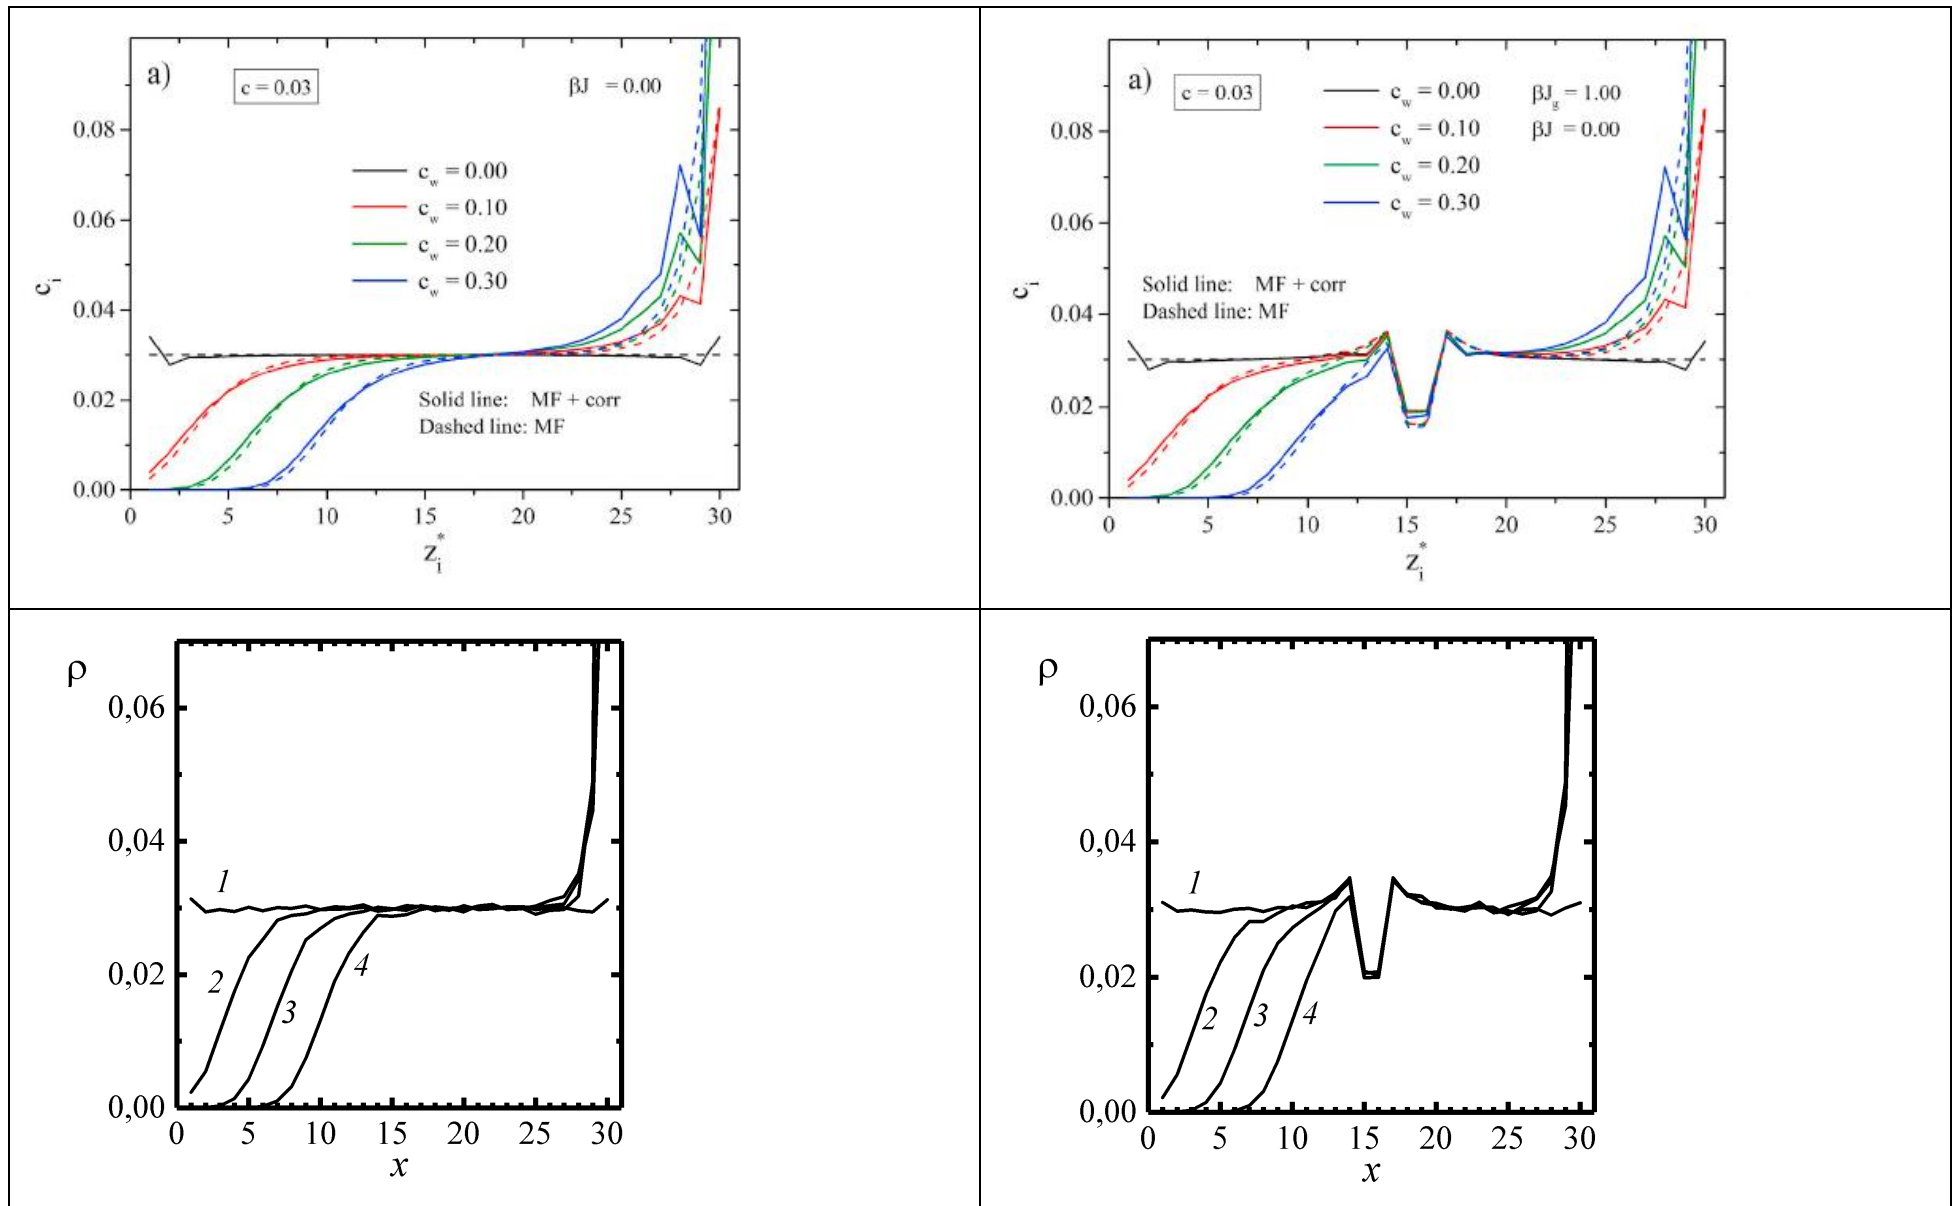 a)
c = 0.03
βJ = 0.00
c_w = 0.00
c_w = 0.10
c_w = 0.20
c_w = 0.30
Solid line: MF + corr
Dashed line: MF
0.08
0.06
0.04
0.02
0.00
c_i
0 5 10 15 20 25 30
z_i^*
a)
c = 0.03
c_w = 0.00 βJ_g = 1.00
c_w = 0.10 βJ = 0.00
c_w = 0.20
c_w = 0.30
Solid line: MF + corr
Dashed line: MF
0.08
0.06
0.04
0.02
0.00
c_i
0 5 10 15 20 25 30
z_i^*
ρ
0,06
0,04
0,02
0,00
1
2
3
4
0 5 10 15 20 25 30
x
ρ
0,06
0,04
0,02
0,00
1
2 3 4
0 5 10 15 20 25 30
x